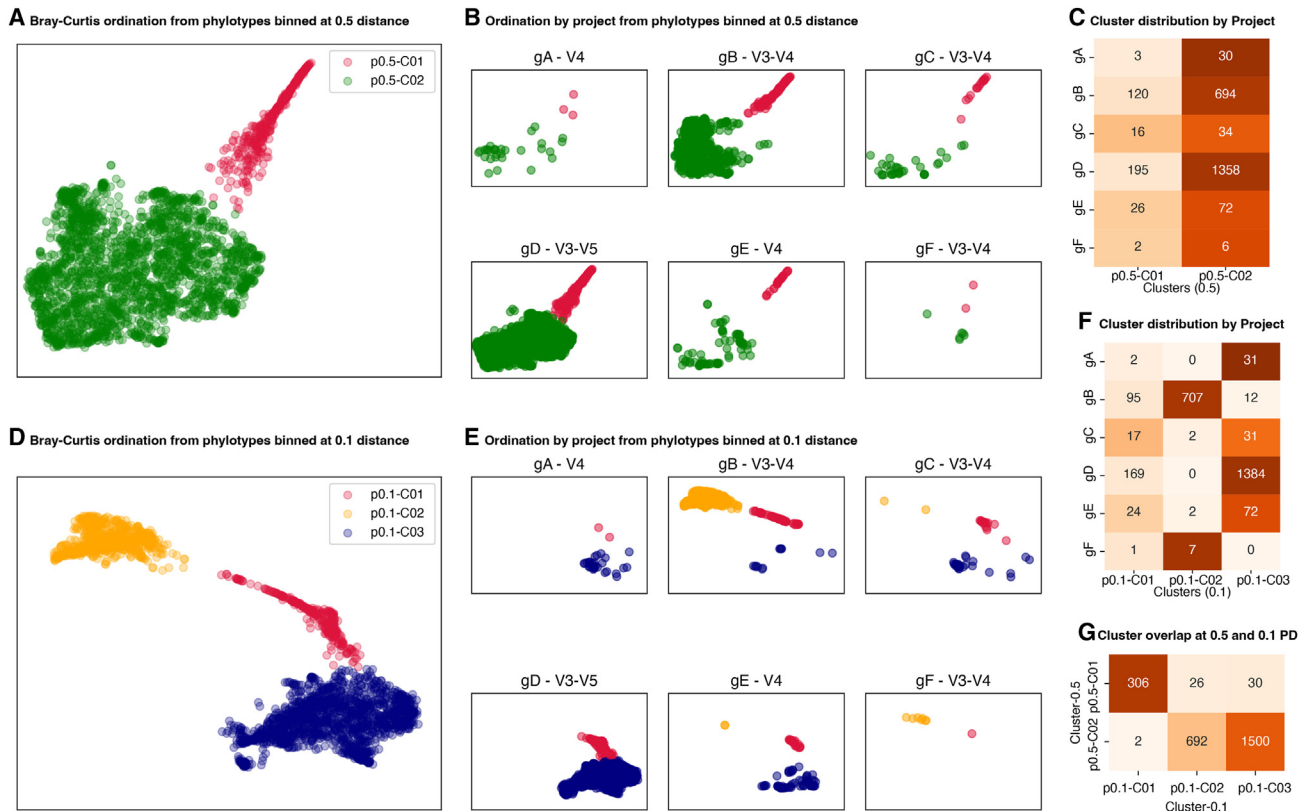 A Bray-Curtis ordination from phylotypes binned at 0.5 distance
p0.5-C01
p0.5-C02
B Ordination by project from phylotypes binned at 0.5 distance
gA - V4
gB - V3-V4
gC - V3-V4
gD - V3-V5
gE - V4
gF - V3-V4
C Cluster distribution by Project
gA 3 30
gB 120 694
gC 16 34
gD 195 1358
gE 26 72
gF 2 6
p0.5-C01 p0.5-C02
Clusters (0.5)
D Bray-Curtis ordination from phylotypes binned at 0.1 distance
p0.1-C01
p0.1-C02
p0.1-C03
E Ordination by project from phylotypes binned at 0.1 distance
gA - V4
gB - V3-V4
gC - V3-V4
gD - V3-V5
gE - V4
gF - V3-V4
F Cluster distribution by Project
gA 2 0 31
gB 95 707 12
gC 17 2 31
gD 169 0 1384
gE 24 2 72
gF 1 7 0
p0.1-C01 p0.1-C02 p0.1-C03
Clusters (0.1)
G Cluster overlap at 0.5 and 0.1 PD
Cluster-0.5
p0.5-C01 306 26 30
p0.5-C02 2 692 1500
p0.1-C01 p0.1-C02 p0.1-C03
Cluster-0.1